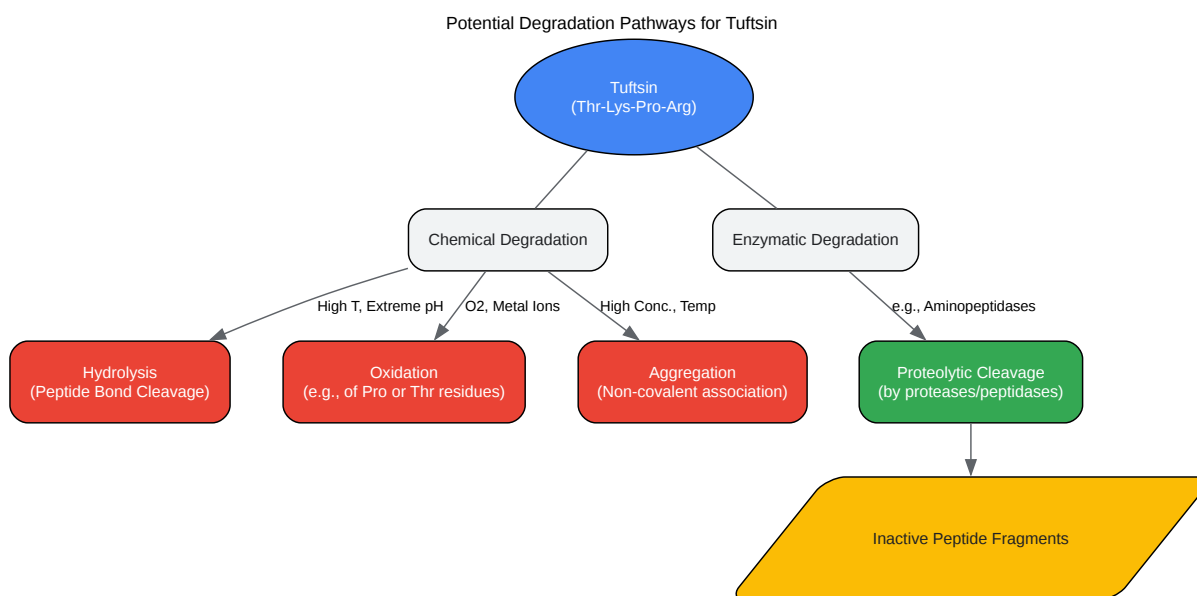 Potential Degradation Pathways for Tuftsin
Tuftsin
(Thr-Lys-Pro-Arg)
Chemical Degradation
Enzymatic Degradation
High T, Extreme pH
O2, Metal Ions
High Conc., Temp
e.g., Aminopeptidases
Hydrolysis
(Peptide Bond Cleavage)
Oxidation
(e.g., of Pro or Thr residues)
Aggregation
(Non-covalent association)
Proteolytic Cleavage
(by proteases/peptidases)
Inactive Peptide Fragments